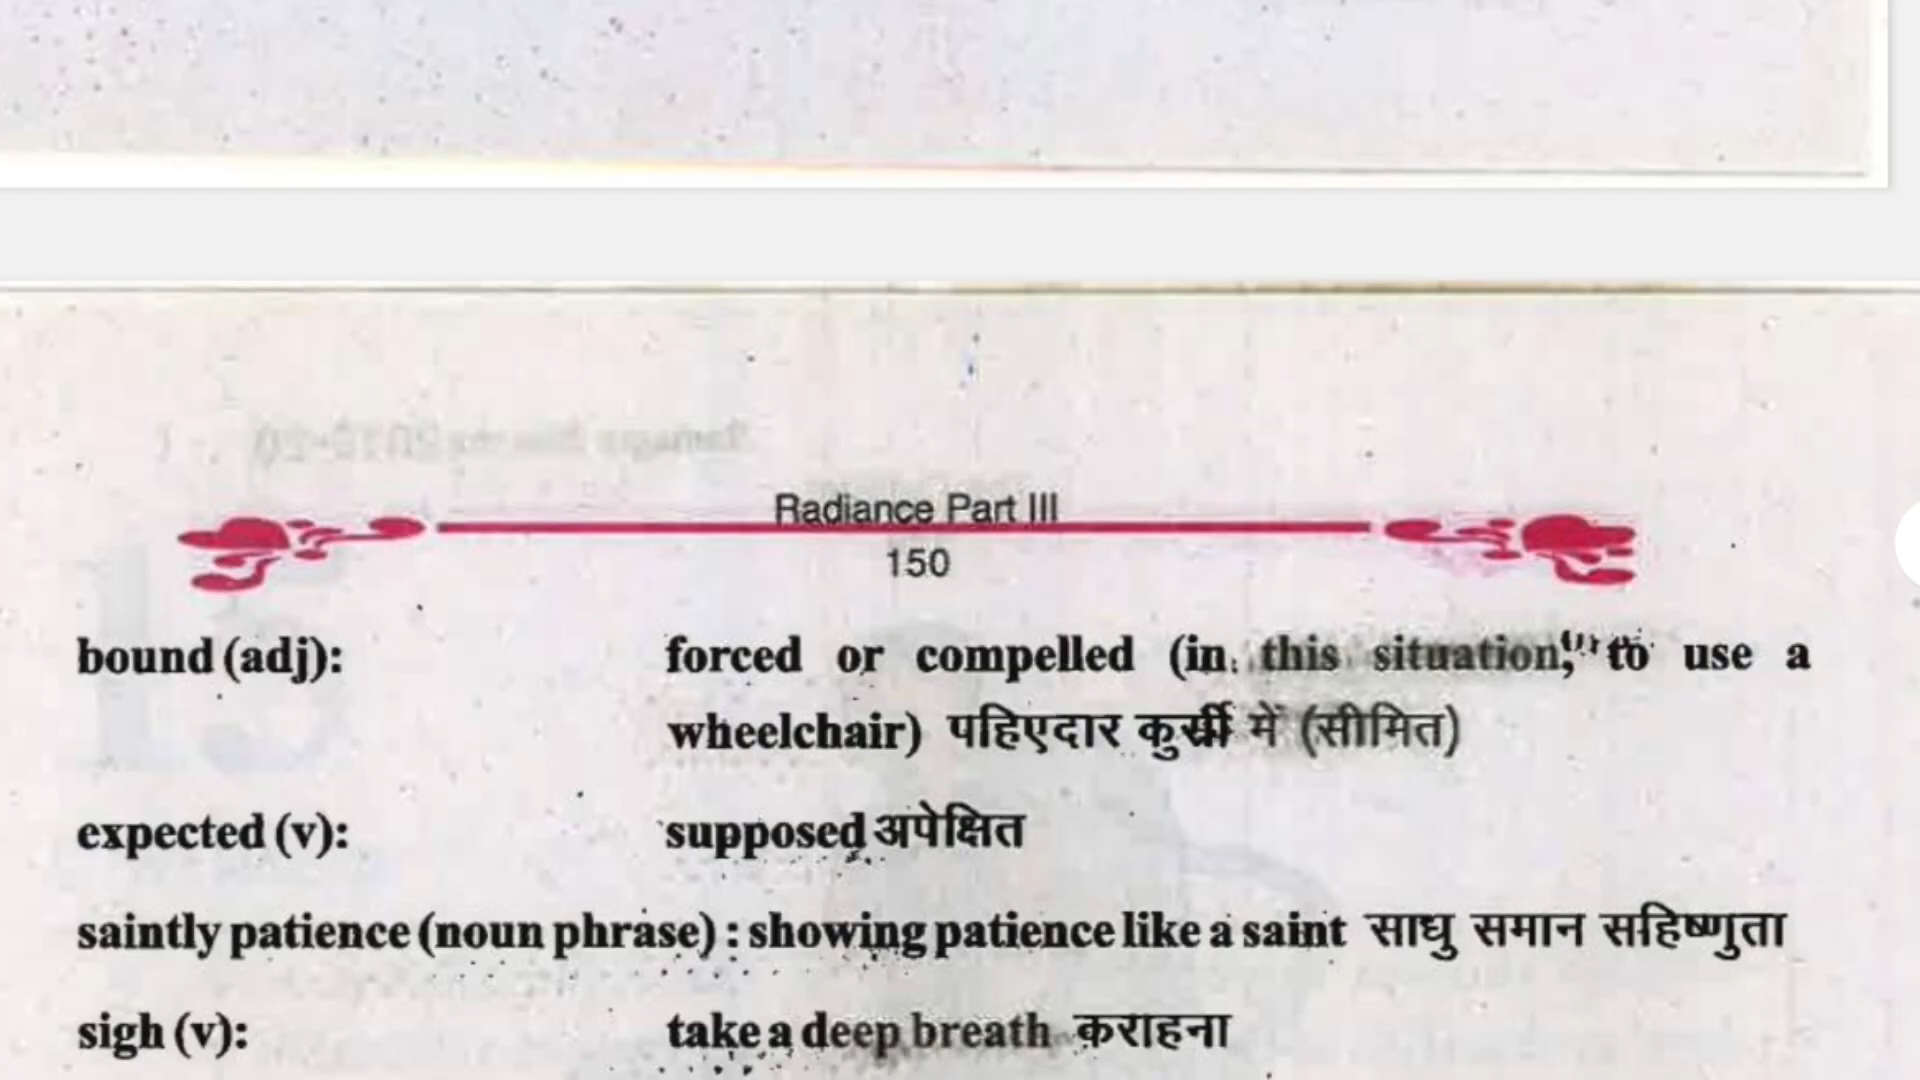 Radiance Part III
150
bound (adj): forced or compelled (in this situation, to use a
wheelchair) पहिएदार कुर्सी में (सीमित)
expected (v): supposed अपेक्षित
saintly patience (noun phrase) : showing patience like a saint साधु समान सहिष्णुता
sigh (v): take a deep breath कराहना